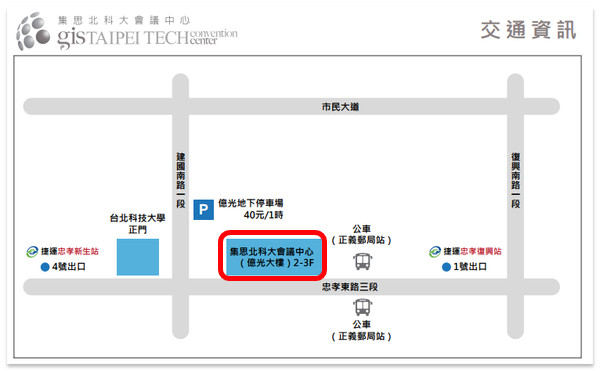 集思北科大會議中心
gisTAIPEI TECH convention center
交通資訊
市民大道
建國南路一段
復興南路一段
P
億光地下停車場
40元/1時
台北科技大學
正門
公車
（正義郵局站）
捷運忠孝新生站
4號出口
集思北科大會議中心
（億光大樓）2-3F
捷運忠孝復興站
1號出口
忠孝東路三段
公車
（正義郵局站）